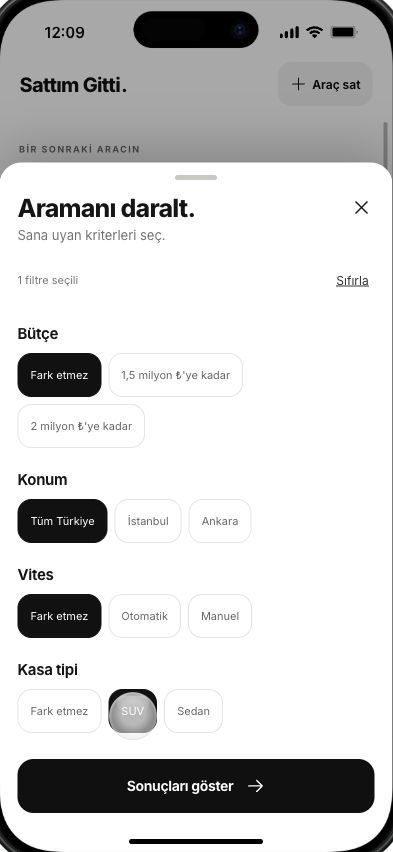 12:09
Sattım Gitti.
+ Araç sat
BİR SONRAKİ ARACIN
Aramanı daralt.
Sana uyan kriterleri seç.
1 filtre seçili
Sıfırla
Bütçe
Fark etmez
1,5 milyon ₺'ye kadar
2 milyon ₺'ye kadar
Konum
Tüm Türkiye
İstanbul
Ankara
Vites
Fark etmez
Otomatik
Manuel
Kasa tipi
Fark etmez
SUV
Sedan
Sonuçları göster →